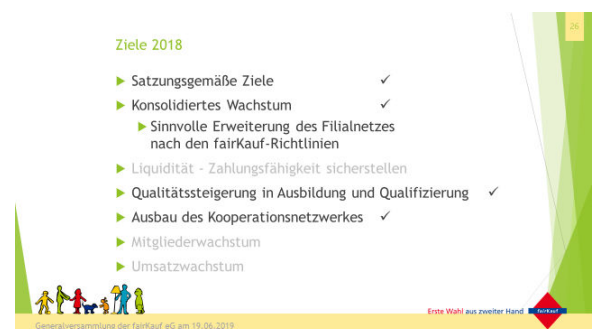 26
Ziele 2018
Satzungsgemäße Ziele ✓
Konsolidiertes Wachstum ✓
Sinnvolle Erweiterung des Filialnetzes
nach den fairKauf-Richtlinien
Liquidität - Zahlungsfähigkeit sicherstellen
Qualitätssteigerung in Ausbildung und Qualifizierung ✓
Ausbau des Kooperationsnetzwerkes ✓
Mitgliederwachstum
Umsatzwachstum
Erste Wahl aus zweiter Hand fairKauf
Generalversammlung der fairKauf eG am 19.06.2019